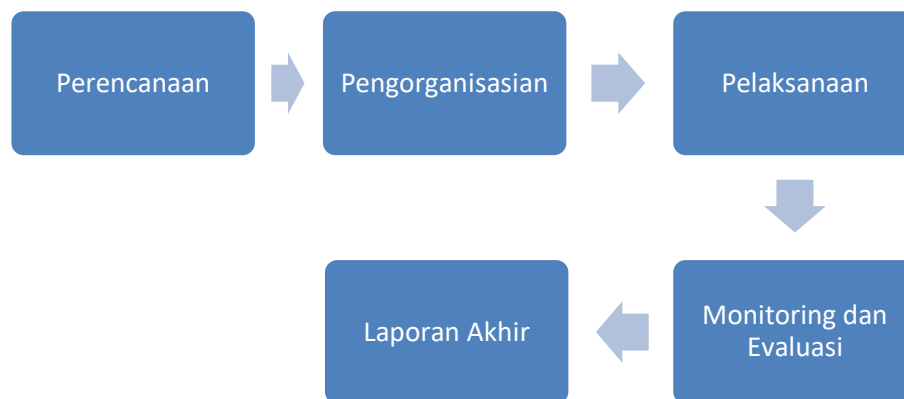 Perencanaan
Pengorganisasian
Pelaksanaan
Monitoring dan
Evaluasi
Laporan Akhir